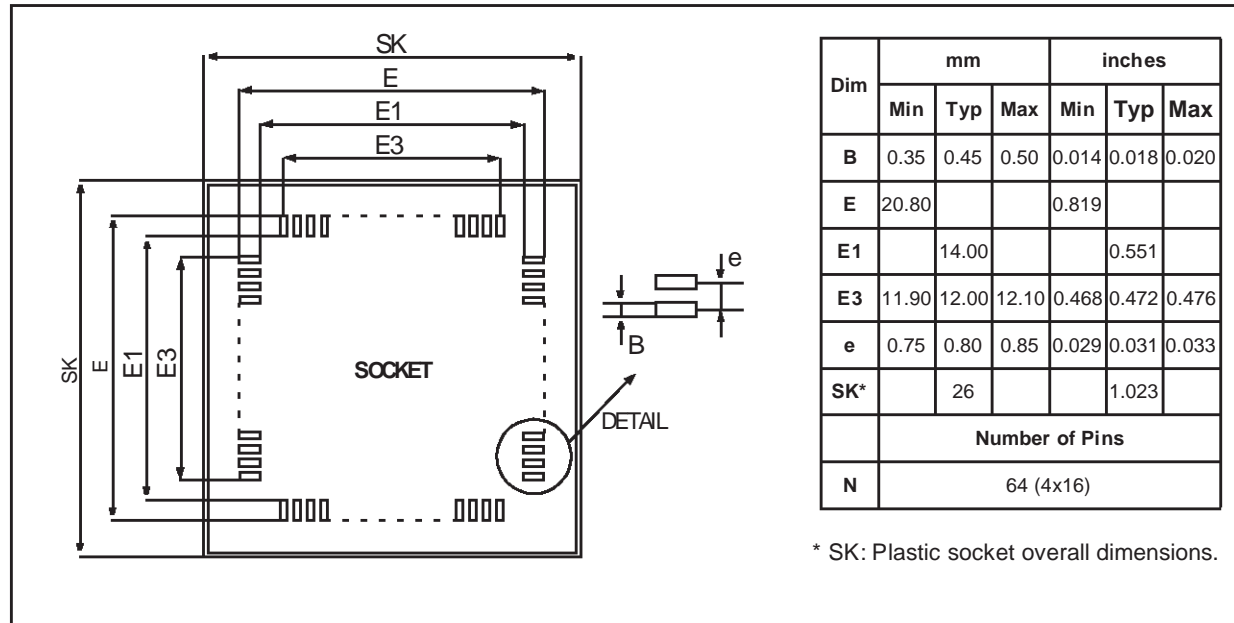 SK
E
E1
E3
SK
E
E1
E3
SOCKET
e
B
DETAIL
Dim mm inches
Min Typ Max Min Typ Max
B 0.35 0.45 0.50 0.014 0.018 0.020
E 20.80 0.819
E1 14.00 0.551
E3 11.90 12.00 12.10 0.468 0.472 0.476
e 0.75 0.80 0.85 0.029 0.031 0.033
SK* 26 1.023
Number of Pins
N 64 (4x16)
* SK: Plastic socket overall dimensions.